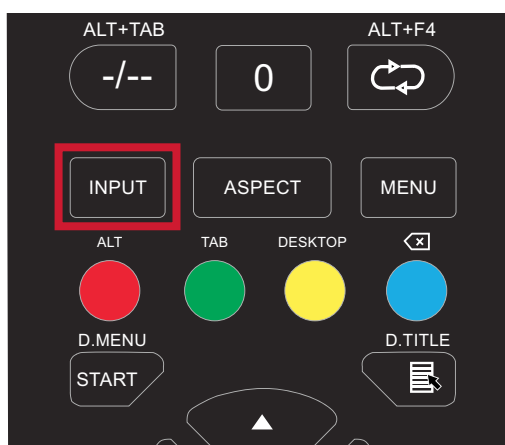 ALT+TAB ALT+F4
-/-- 0
INPUT ASPECT MENU
ALT TAB DESKTOP
D.MENU D.TITLE
START